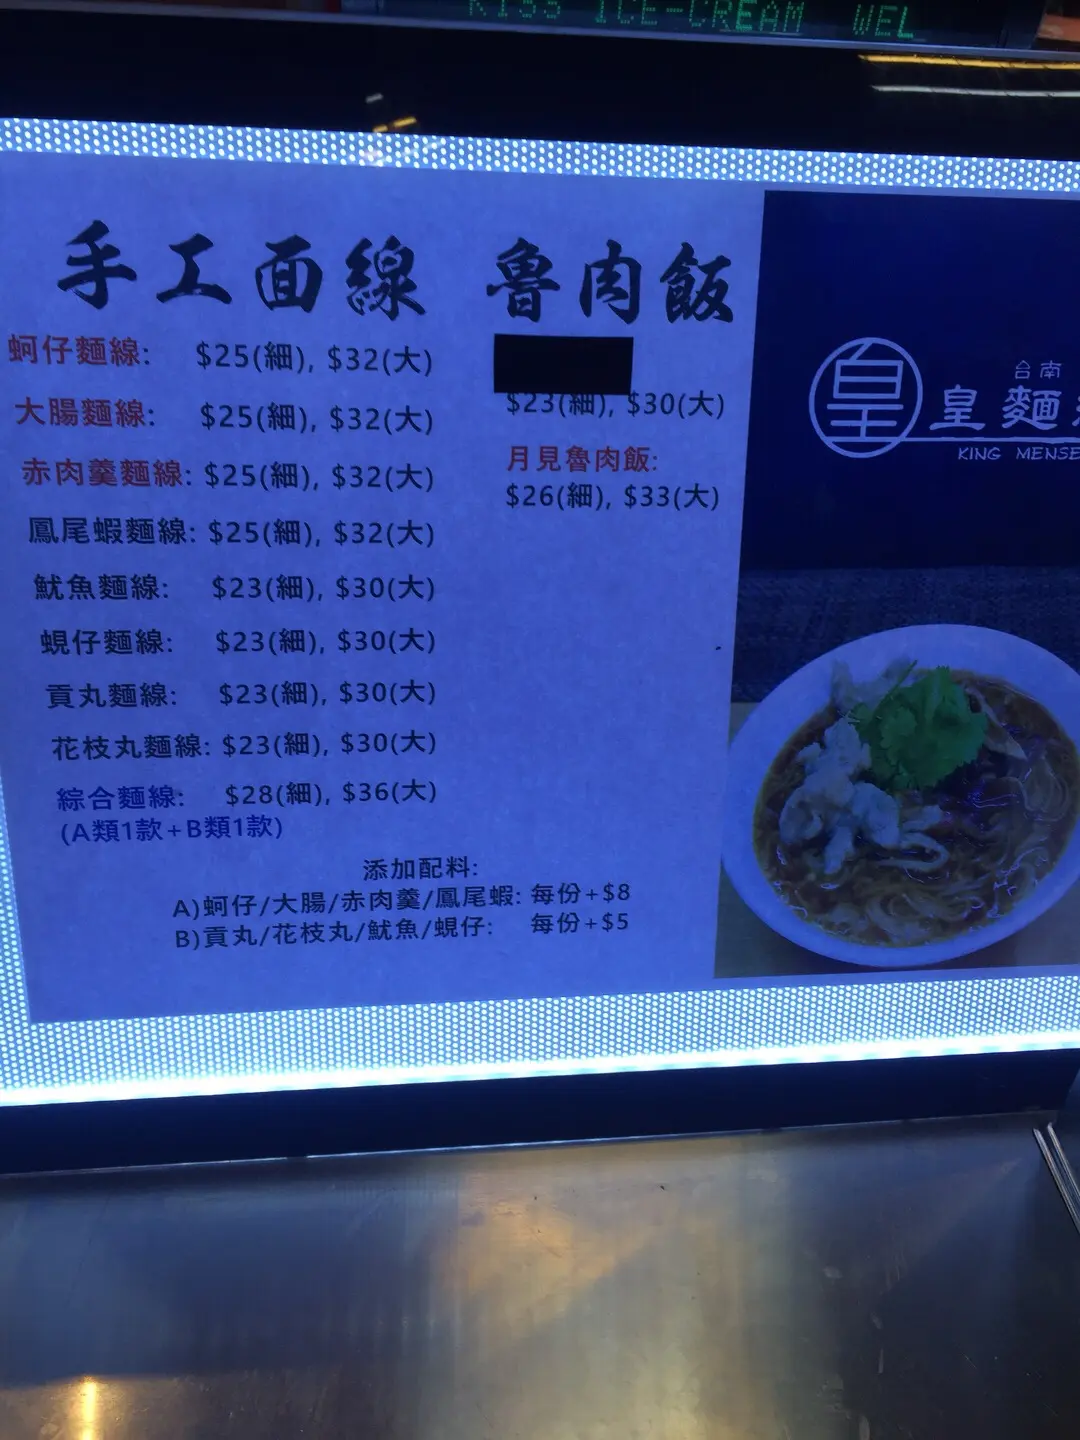 KISS ICE-CREAM WEL
手工面線
蚵仔麵線: $25(細), $32(大)
大腸麵線: $25(細), $32(大)
赤肉羹麵線: $25(細), $32(大)
鳳尾蝦麵線: $25(細), $32(大)
魷魚麵線: $23(細), $30(大)
蜆仔麵線: $23(細), $30(大)
貢丸麵線: $23(細), $30(大)
花枝丸麵線: $23(細), $30(大)
綜合麵線: $28(細), $36(大)
(A類1款+B類1款)
魯肉飯
$23(細), $30(大)
月見魯肉飯:
$26(細), $33(大)
添加配料:
A)蚵仔/大腸/赤肉羹/鳳尾蝦: 每份+$8
B)貢丸/花枝丸/魷魚/蜆仔: 每份+$5
皇
台南
皇麵
KING MENSE